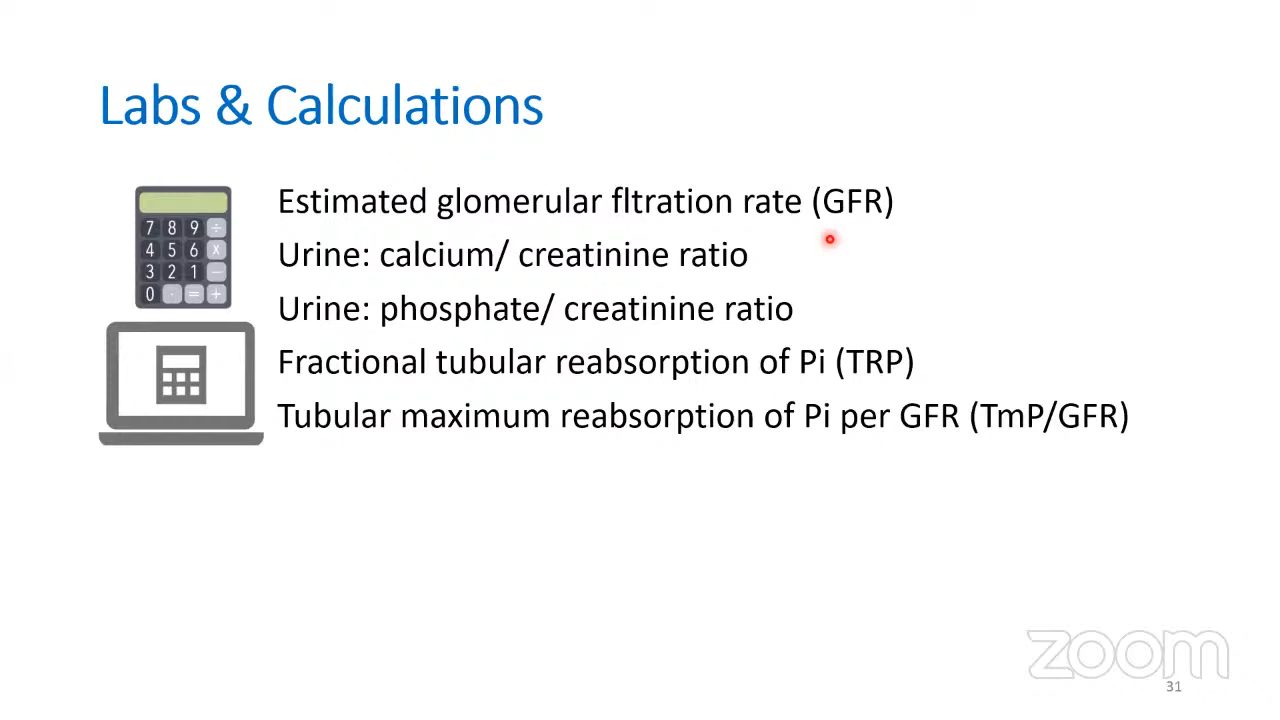 Labs & Calculations
Estimated glomerular fltration rate (GFR)
Urine: calcium/ creatinine ratio
Urine: phosphate/ creatinine ratio
Fractional tubular reabsorption of Pi (TRP)
Tubular maximum reabsorption of Pi per GFR (TmP/GFR)
7 8 9 ÷
4 5 6 x
3 2 1 −
0 . = +
zoom
31